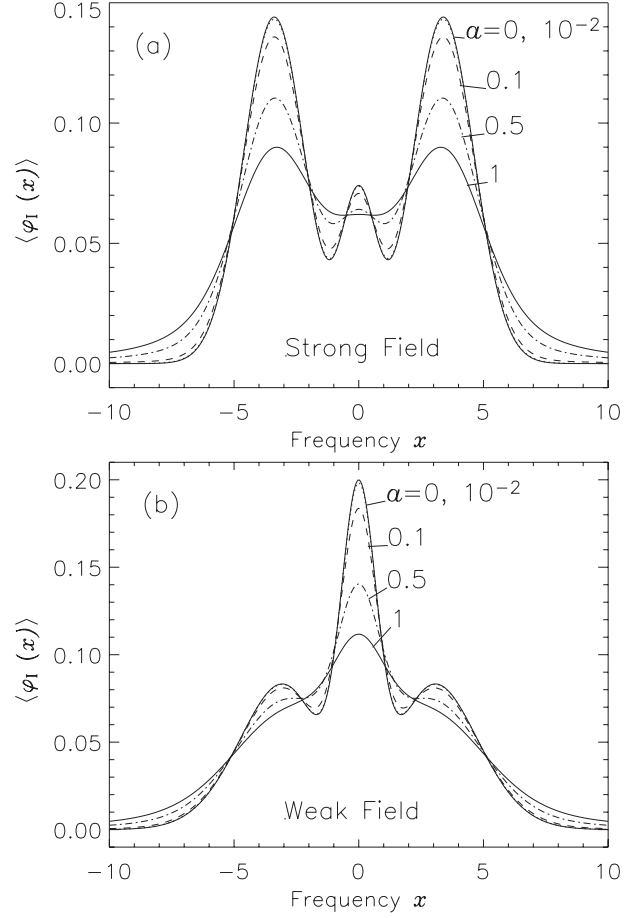 0.15
0.10
0.05
0.00
⟨φ_I (x)⟩
(a)
a=0, 10⁻²
0.1
0.5
1
Strong Field
−10 −5 0 5 10
Frequency x
0.20
0.15
0.10
0.05
0.00
⟨φ_I (x)⟩
(b)
a=0, 10⁻²
0.1
0.5
1
Weak Field
−10 −5 0 5 10
Frequency x